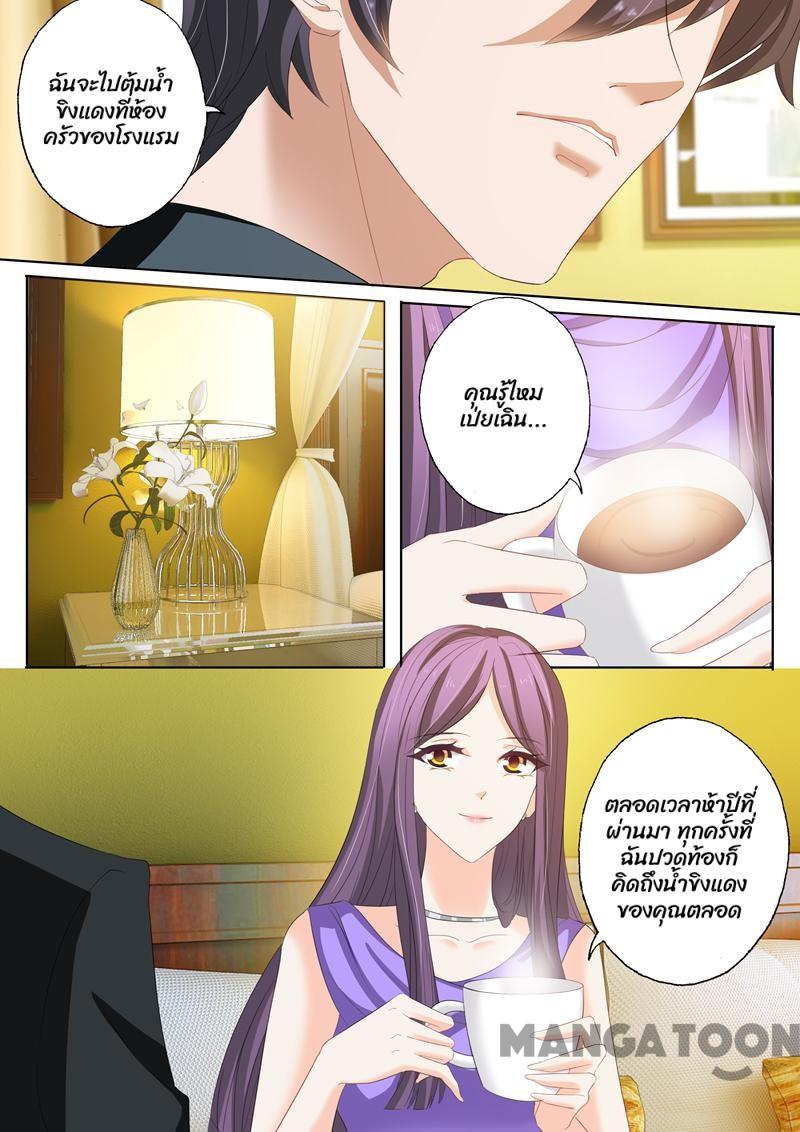 ฉันจะไปต้มน้ำ
ขิงแดงที่ห้อง
ครัวของโรงแรม
คุณรู้ไหม
เป่ยเฉิน...
ตลอดเวลาห้าปีที่
ผ่านมา ทุกครั้งที่
ฉันปวดท้องก็
คิดถึงน้ำขิงแดง
ของคุณตลอด
MANGATOON